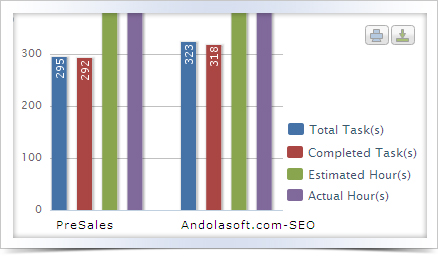 300
200
100
0
295
292
323
318
PreSales
Andolasoft.com-SEO
Total Task(s)
Completed Task(s)
Estimated Hour(s)
Actual Hour(s)